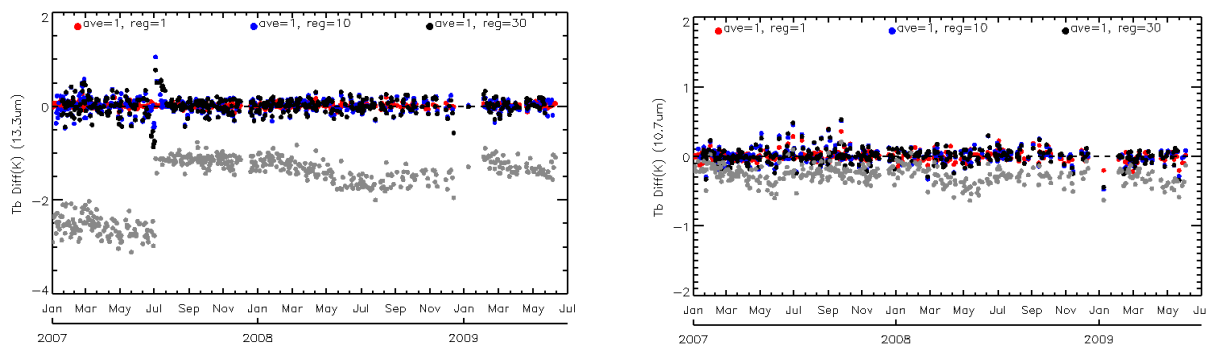 ave=1, reg=1 ave=1, reg=10 ave=1, reg=30
Tb Diff(K) (13.3um)
2
0
−2
−4
Jan Mar May Jul Sep Nov Jan Mar May Jul Sep Nov Jan Mar May Jul
2007 2008 2009
ave=1, reg=1 ave=1, reg=10 ave=1, reg=30
Tb Diff(K) (10.7um)
2
1
0
−1
−2
Jan Mar May Jul Sep Nov Jan Mar May Jul Sep Nov Jan Mar May Jul
2007 2008 2009